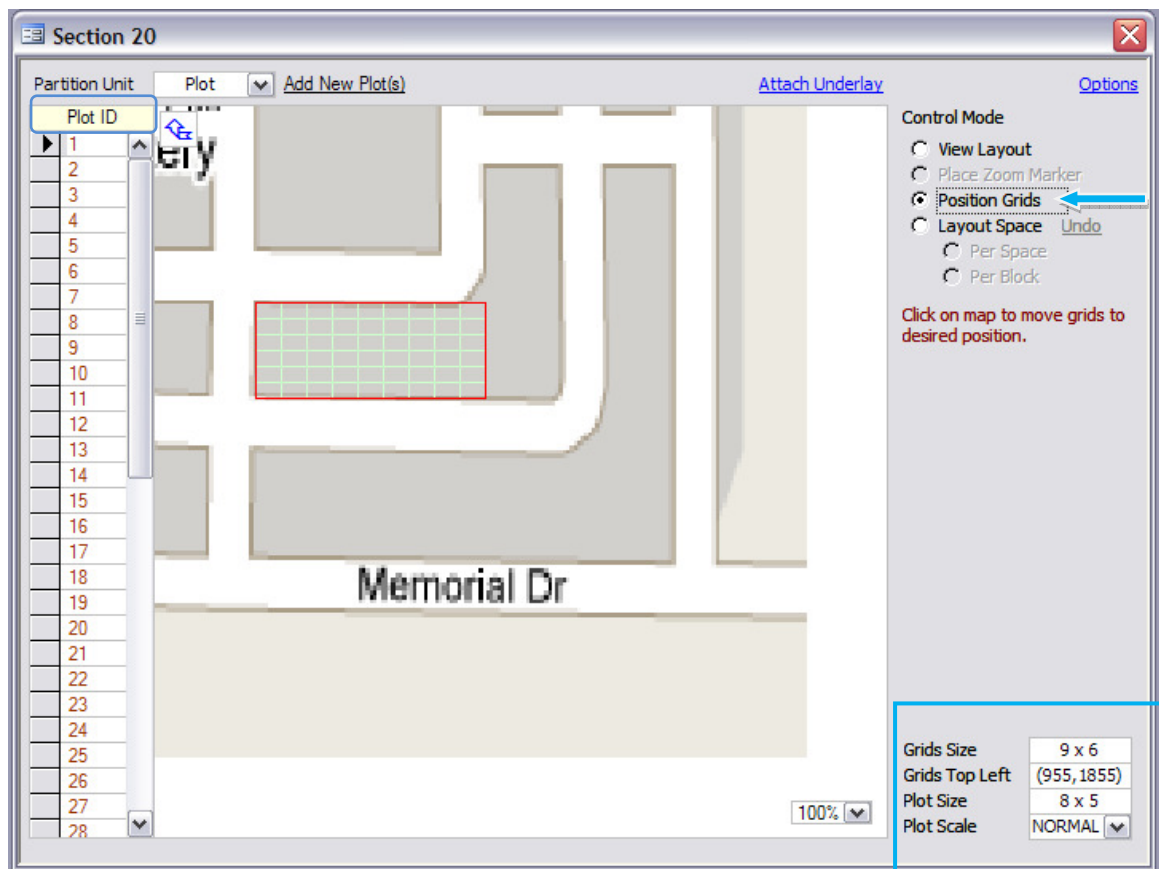 Section 20
Partition Unit Plot Add New Plot(s) Attach Underlay Options
Plot ID
1
2
3
4
5
6
7
8
9
10
11
12
13
14
15
16
17
18
19
20
21
22
23
24
25
26
27
28
ery
Memorial Dr
100%
Control Mode
View Layout
Place Zoom Marker
Position Grids
Layout Space Undo
Per Space
Per Block
Click on map to move grids to
desired position.
Grids Size 9 x 6
Grids Top Left (955,1855)
Plot Size 8 x 5
Plot Scale NORMAL